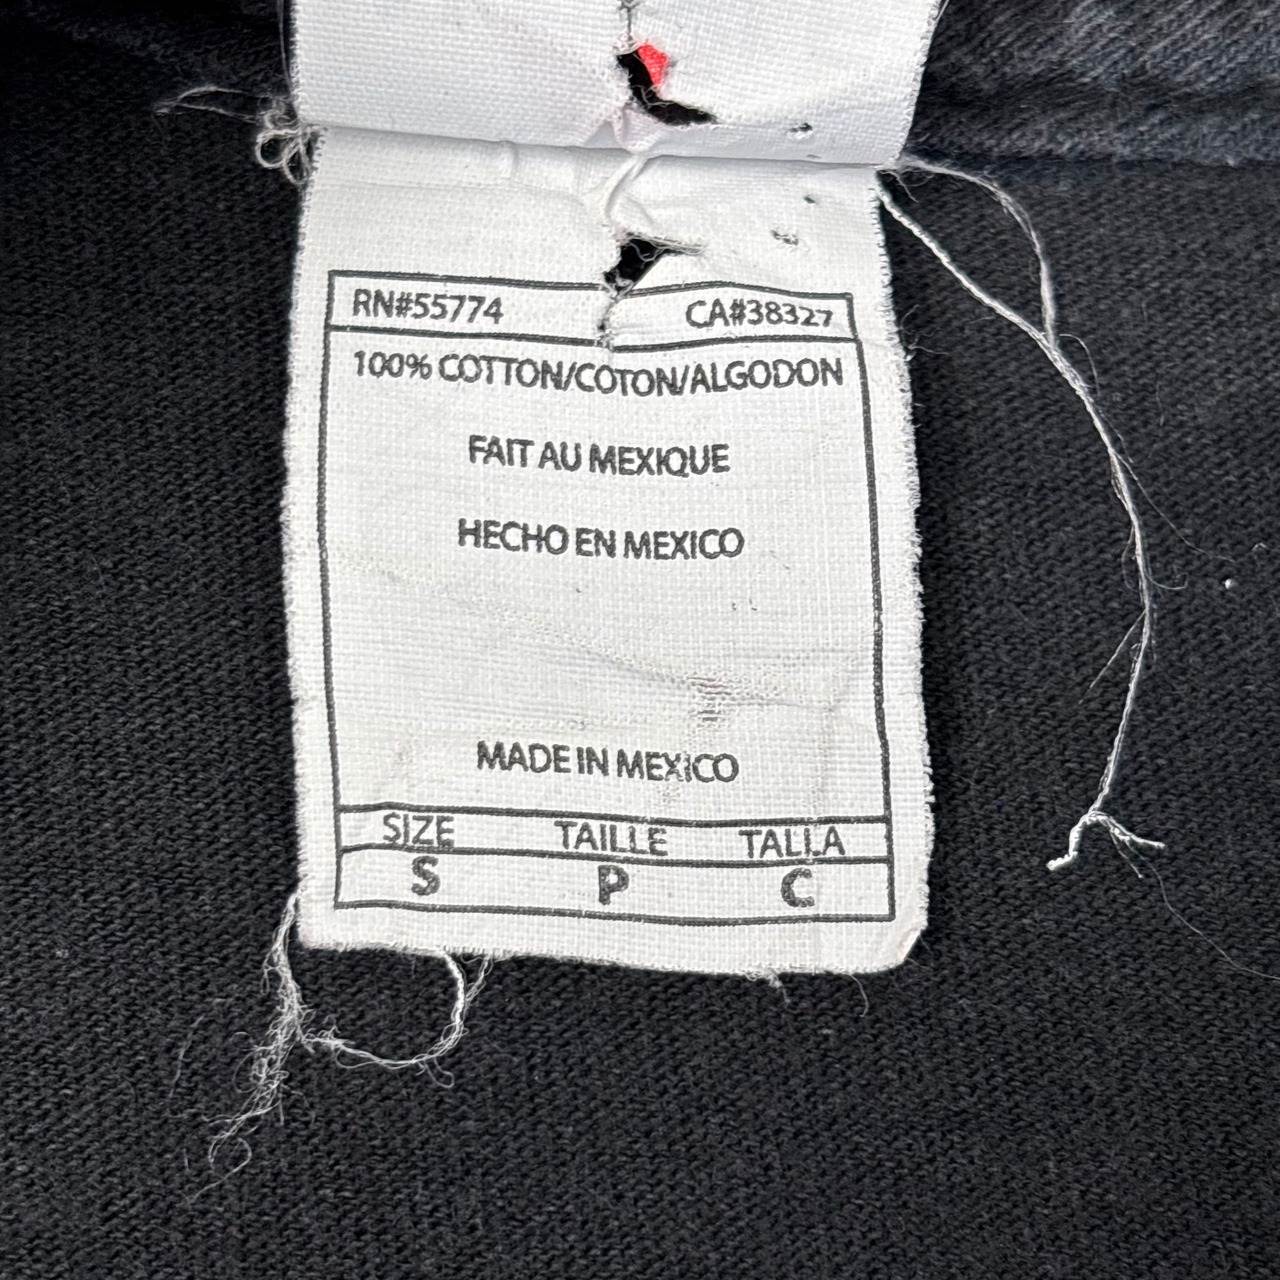 RN#55774 CA#38327
100% COTTON/COTON/ALGODON
FAIT AU MEXIQUE
HECHO EN MEXICO
MADE IN MEXICO
SIZE TAILLE TALLA
S P C